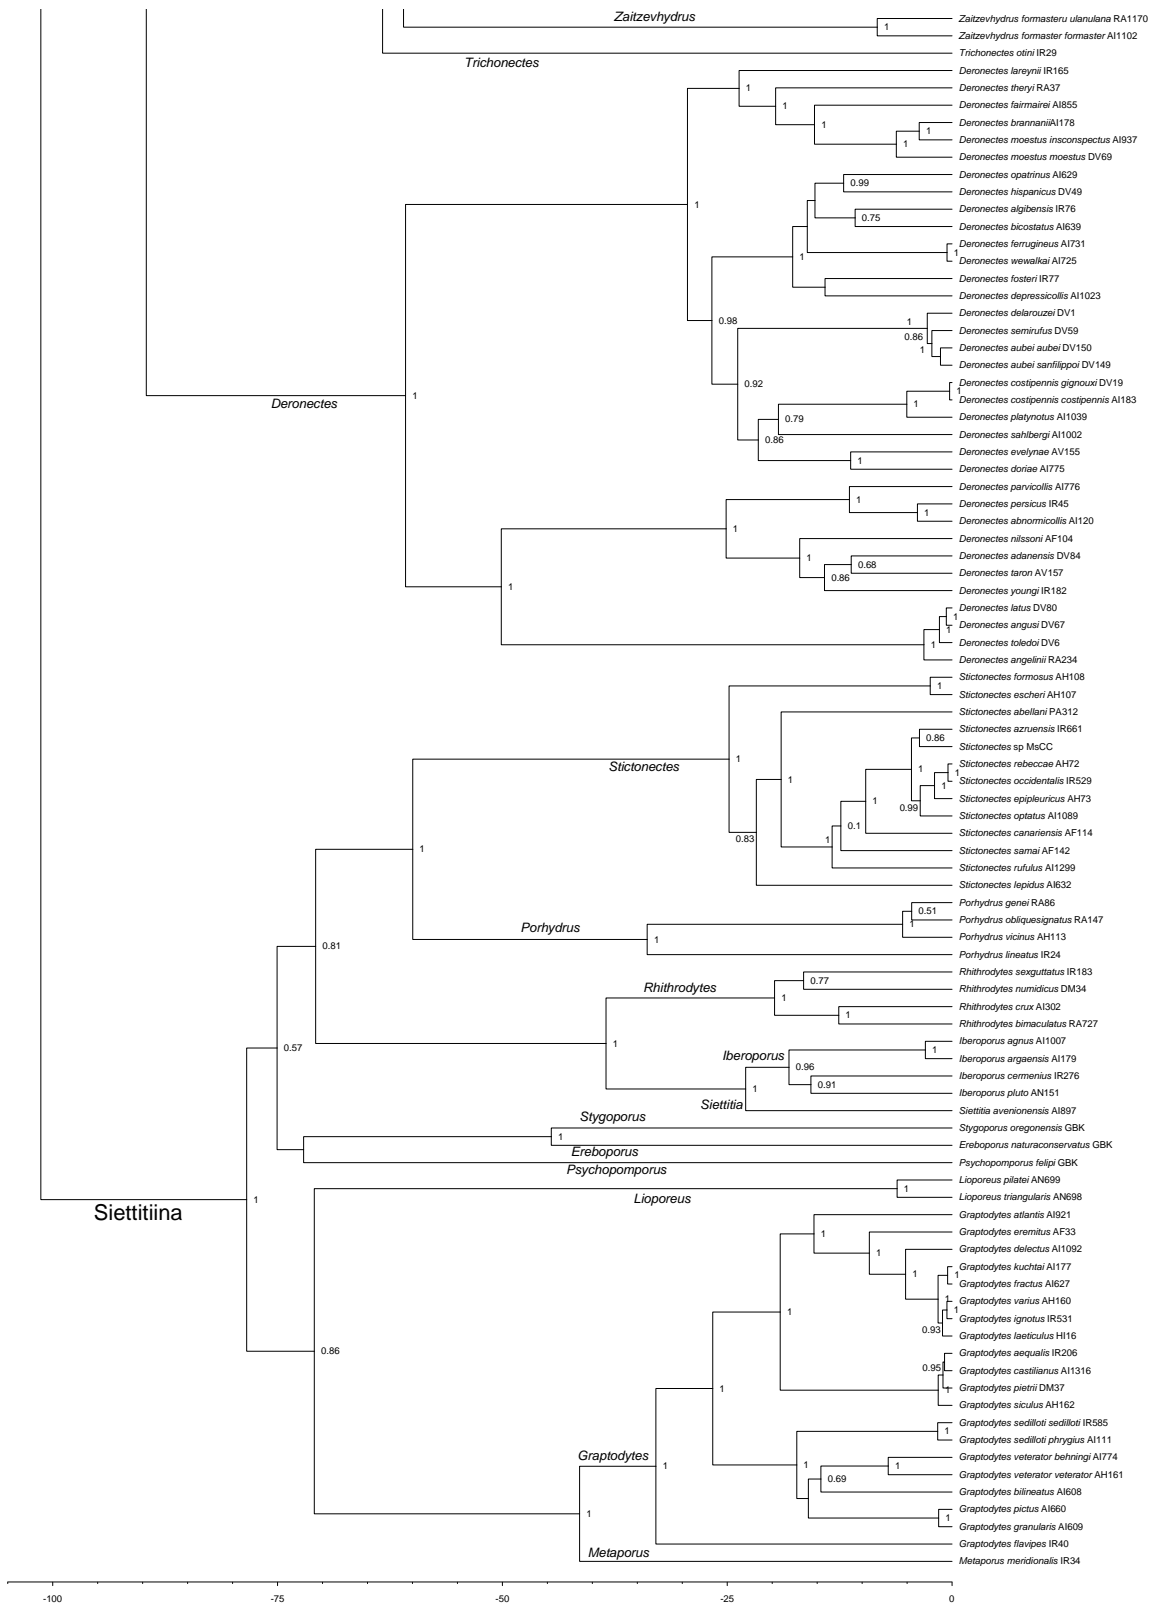 Zaitzevhydrus
Zaitzevhydrus formasteru ulanulana RA1170
1
Zaitzevhydrus formaster formaster AI1102
Trichonectes otini IR29
Trichonectes
Deronectes lareynii IR165
1
Deronectes theryi RA37
1
Deronectes fairmairei AI855
1
Deronectes brannaniiAI178
1
Deronectes moestus insconspectus AI937
1
Deronectes moestus moestus DV69
Deronectes opatrinus AI629
0.99
Deronectes hispanicus DV49
1
Deronectes algibensis IR76
0.75
Deronectes bicostatus AI639
Deronectes ferrugineus AI731
1
1
Deronectes wewalkai AI725
Deronectes fosteri IR77
Deronectes depressicollis AI1023
Deronectes delarouzei DV1
0.98
1
Deronectes semirufus DV59
0.86
Deronectes aubei aubei DV150
1
Deronectes aubei sanfilippoi DV149
Deronectes costipennis gignouxi DV19
0.92
1
Deronectes
1
Deronectes costipennis costipennis AI183
1
Deronectes platynotus AI1039
0.79
Deronectes sahlbergi AI1002
0.86
Deronectes evelynae AV155
1
Deronectes doriae AI775
Deronectes parvicollis AI776
1
Deronectes persicus IR45
1
Deronectes abnormicollis AI120
1
Deronectes nilssoni AF104
1
Deronectes adanensis DV84
0.68
Deronectes taron AV157
0.86
1
Deronectes youngi IR182
Deronectes latus DV80
1
Deronectes angusi DV67
1
Deronectes toledoi DV6
1
Deronectes angelinii RA234
Stictonectes formosus AH108
1
Stictonectes escheri AH107
Stictonectes abellani PA312
Stictonectes azruensis IR661
0.86
Stictonectes sp MsCC
Stictonectes
1
Stictonectes rebeccae AH72
1
1
1
Stictonectes occidentalis IR529
1
Stictonectes epipleuricus AH73
1
0.99
Stictonectes optatus AI1089
0.1
Stictonectes canariensis AF114
0.83
1
Stictonectes samai AF142
1
Stictonectes rufulus AI1299
Stictonectes lepidus AI632
Porhydrus genei RA86
0.51
Porhydrus obliquesignatus RA147
1
Porhydrus
Porhydrus vicinus AH113
1
Porhydrus lineatus IR24
0.81
Rhithrodytes sexguttatus IR183
0.77
Rhithrodytes
Rhithrodytes numidicus DM34
1
Rhithrodytes crux AI302
1
Rhithrodytes bimaculatus RA727
Iberoporus agnus AI1007
1
1
0.57
Iberoporus
Iberoporus argaensis AI179
0.96
Iberoporus cermenius IR276
0.91
1
Iberoporus pluto AN151
Siettitia
Siettitia avenionensis AI897
Stygoporus
Stygoporus oregonensis GBK
1
Ereboporus naturaconservatus GBK
Ereboporus
Psychopomporus felipi GBK
Psychopomporus
Lioporeus pilatei AN699
1
Lioporeus triangularis AN698
1
Lioporeus
Siettitiina
Graptodytes atlantis AI921
1
Graptodytes eremitus AF33
1
Graptodytes delectus AI1092
1
Graptodytes kuchtai AI177
1
Graptodytes fractus AI627
Graptodytes varius AH160
1
1
1
Graptodytes ignotus IR531
0.93
Graptodytes laeticulus HI16
0.86
Graptodytes aequalis IR206
0.95
Graptodytes castilianus AI1316
1
Graptodytes pietrii DM37
1
Graptodytes siculus AH162
Graptodytes sedilloti sedilloti IR585
1
Graptodytes sedilloti phrygius AI111
Graptodytes
Graptodytes veterator behningi AI774
1
1
1
Graptodytes veterator veterator AH161
0.69
Graptodytes bilineatus AI608
Graptodytes pictus AI660
1
1
Graptodytes granularis AI609
Graptodytes flavipes IR40
Metaporus
Metaporus meridionalis IR34
-100 -75 -50 -25 0